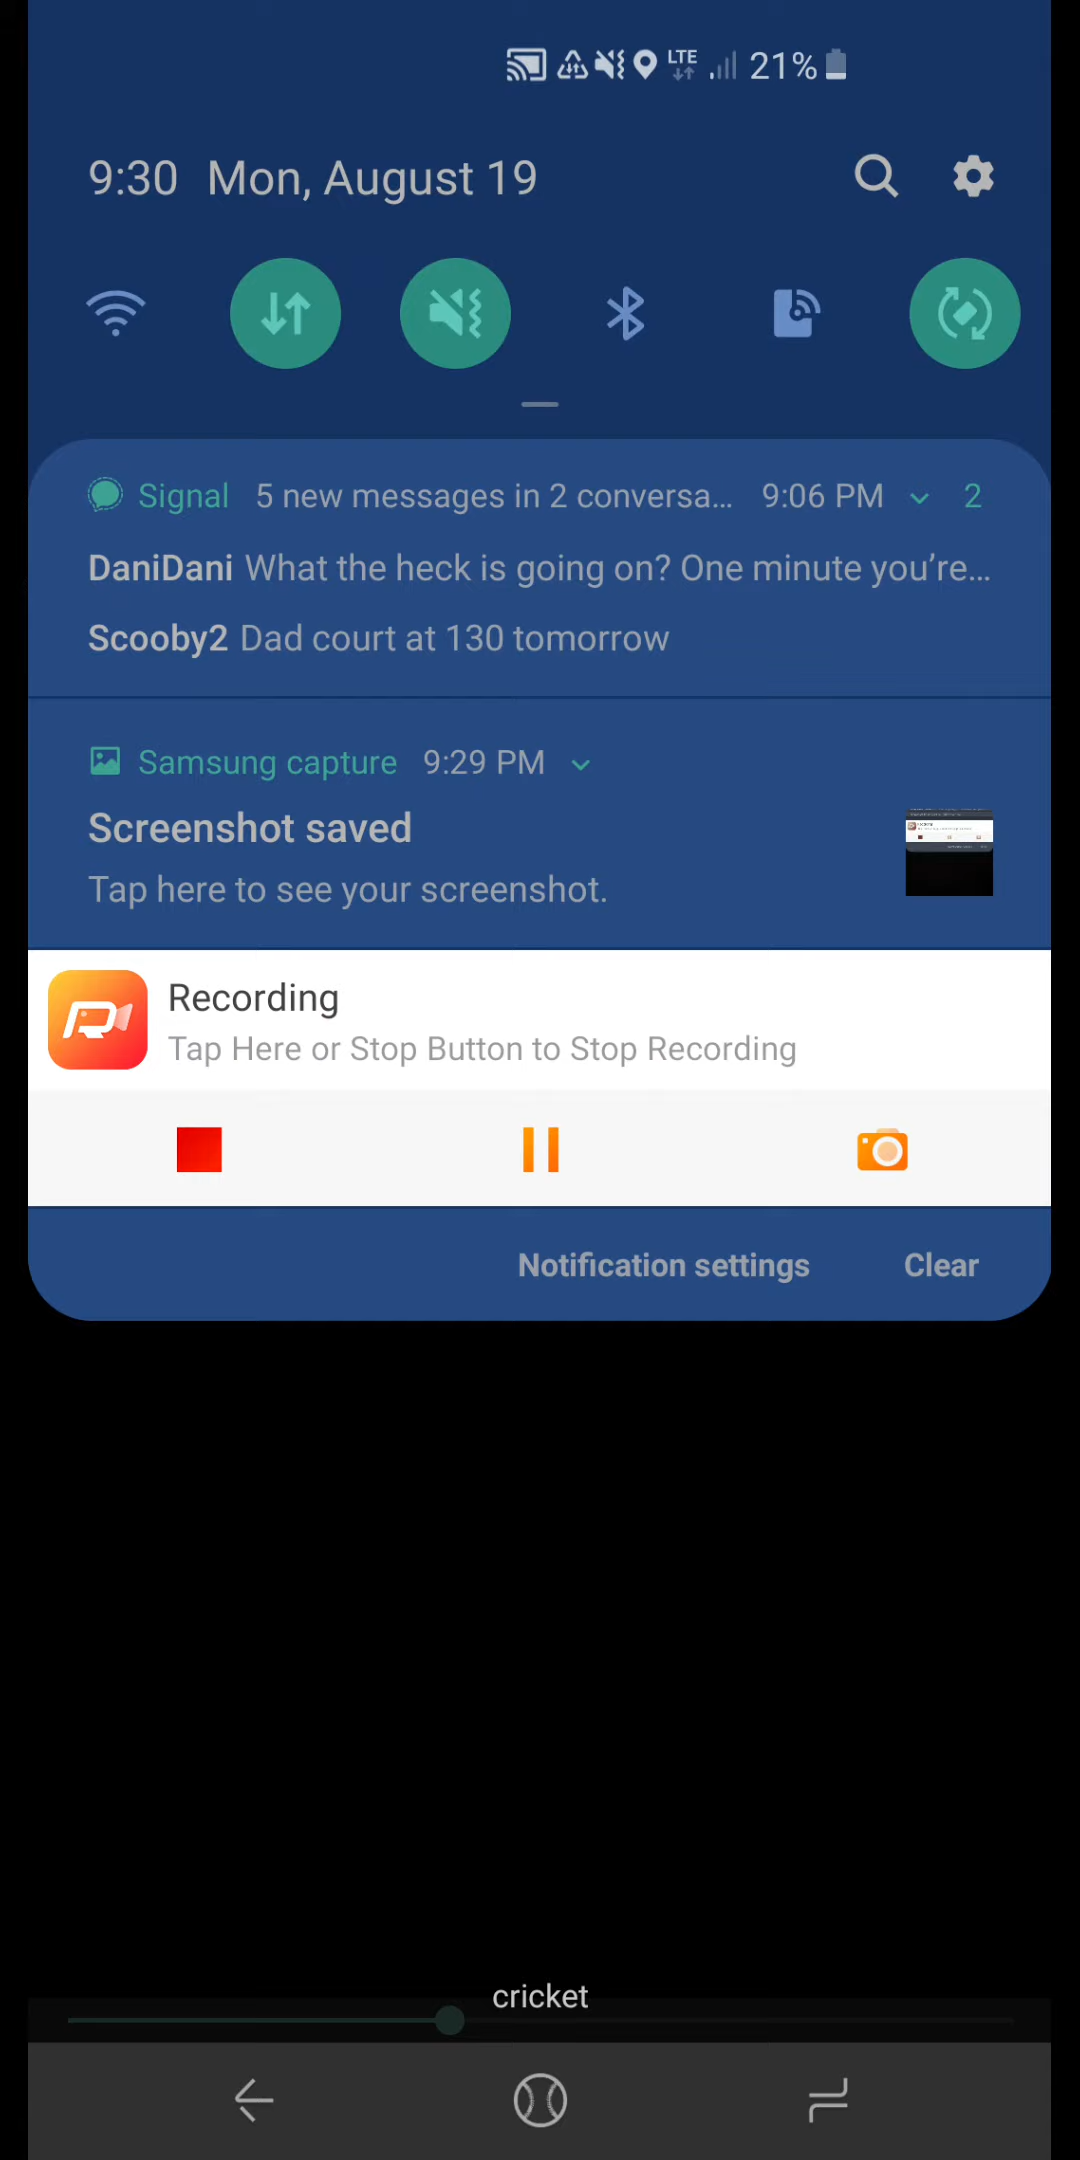 LTE 21%
9:30 Mon, August 19
Signal 5 new messages in 2 conversa... 9:06 PM 2
DaniDani What the heck is going on? One minute you’re...
Scooby2 Dad court at 130 tomorrow
Samsung capture 9:29 PM
Screenshot saved
Tap here to see your screenshot.
Recording
Tap Here or Stop Button to Stop Recording
Notification settings Clear
cricket